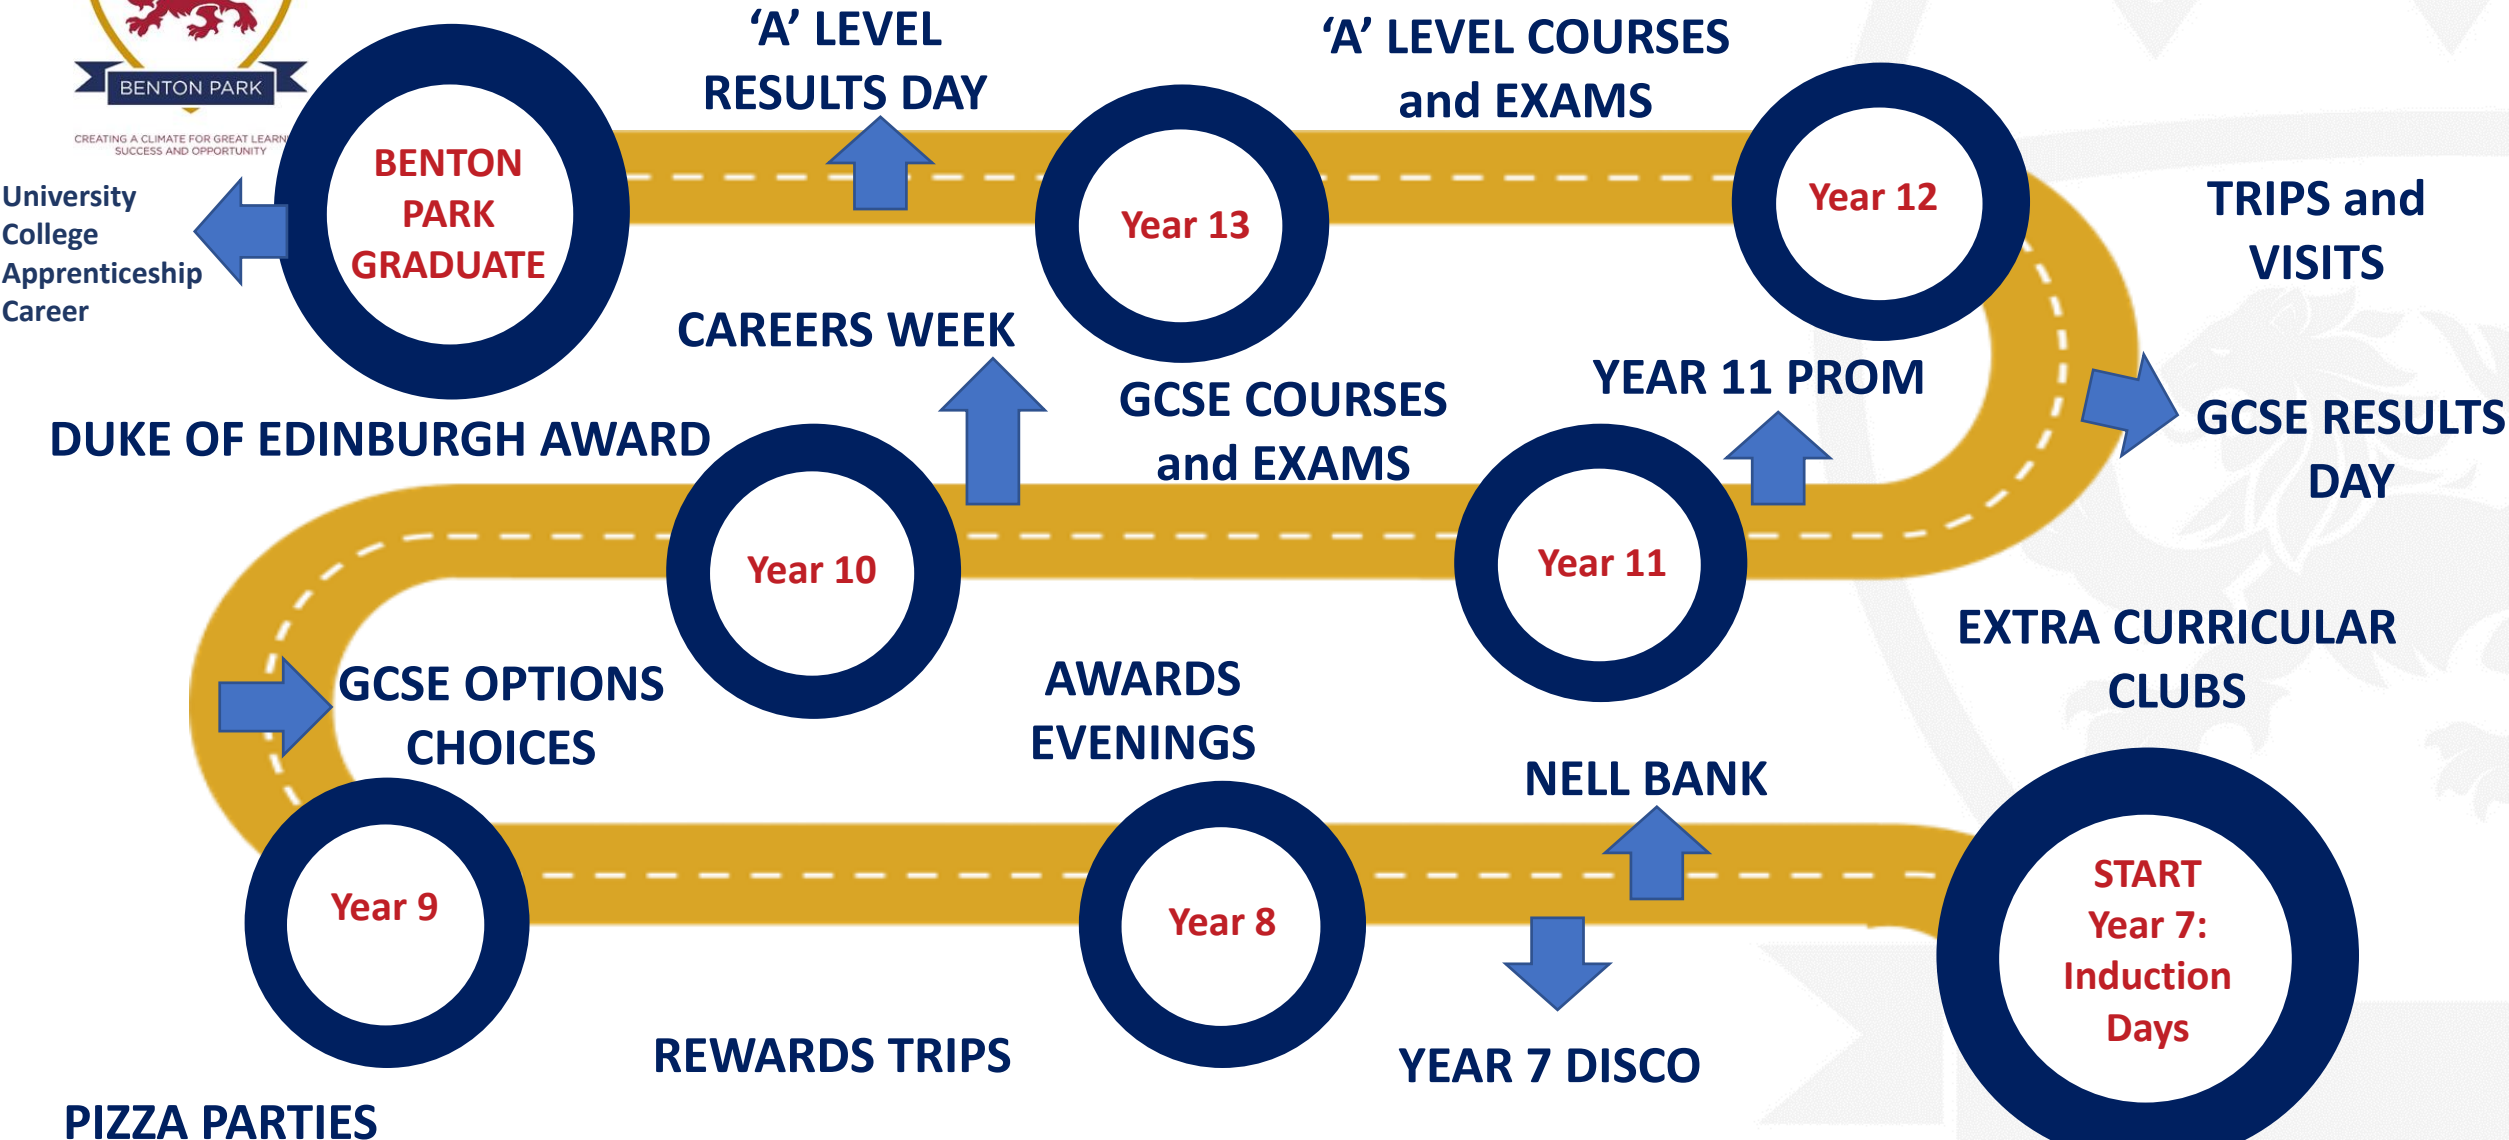 BENTON PARK
CREATING A CLIMATE FOR GREAT
SUCCESS AND OPPORTUNITY
University
College
Apprenticeship
Career
BENTON
PARK
GRADUATE
‘A’ LEVEL
RESULTS DAY
Year 13
‘A’ LEVEL COURSES
and EXAMS
Year 12
TRIPS and
VISITS
CAREERS WEEK
GCSE COURSES
and EXAMS
YEAR 11 PROM
GCSE RESULTS
DAY
DUKE OF EDINBURGH AWARD
Year 10
Year 11
EXTRA CURRICULAR
CLUBS
GCSE OPTIONS
CHOICES
AWARDS
EVENINGS
NELL BANK
Year 9
Year 8
START
Year 7:
Induction
Days
REWARDS TRIPS
YEAR 7 DISCO
PIZZA PARTIES